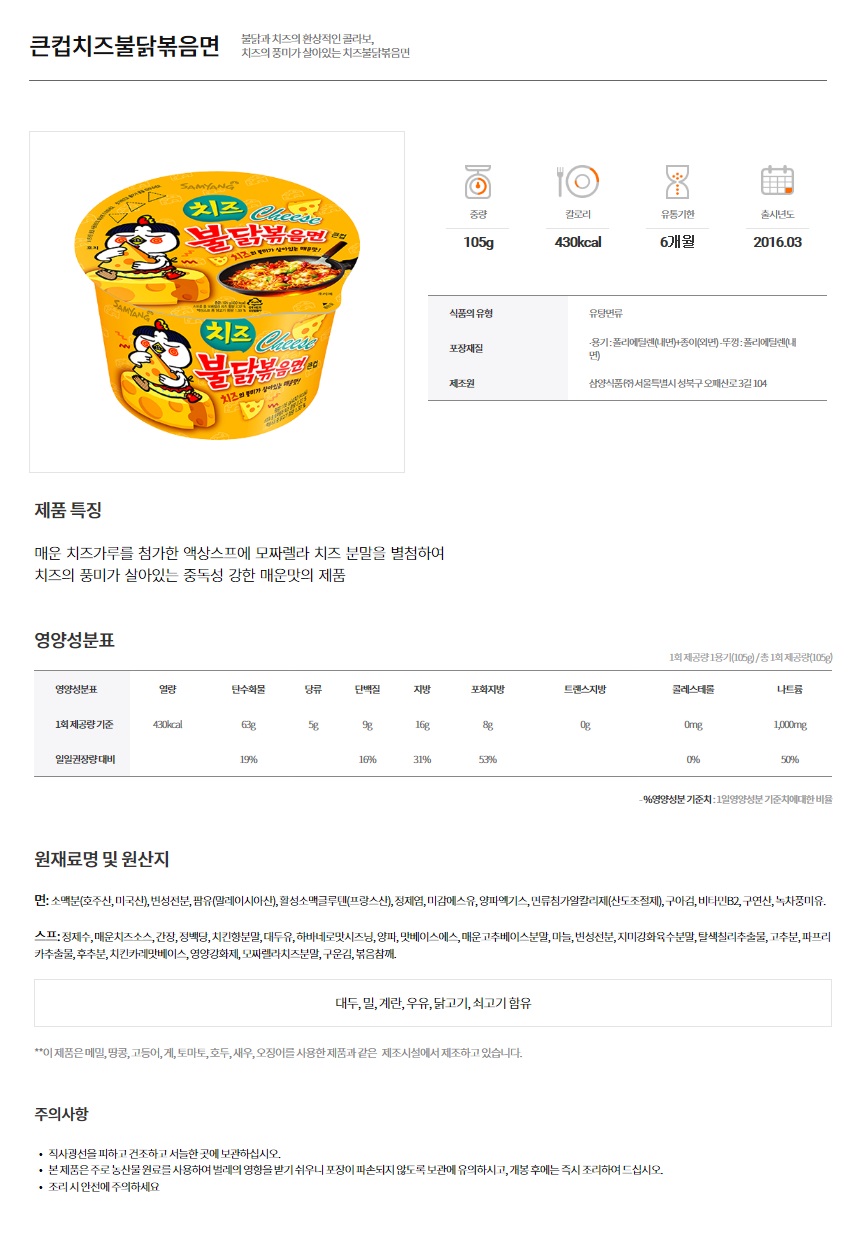 큰컵치즈불닭볶음면
불닭과 치즈의 환상적인 콜라보,
치즈의 풍미가 살아있는 치즈불닭볶음면
SAMYANG
치즈
Cheese
불닭볶음면 큰컵
치즈의 풍미가 살아있는 매운맛!
SAMYANG
치즈
Cheese
불닭볶음면 큰컵
치즈의 풍미가 살아있는 매운맛!
중량
칼로리
유통기한
출시년도
105g
430kcal
6개월
2016.03
식품의 유형
유탕면류
포장재질
-용기 : 폴리에틸렌(내면)+종이(외면) -뚜껑 : 폴리에틸렌(내
면)
제조원
삼양식품(주) 서울특별시 성북구 오패산로 3길 104
제품 특징
매운 치즈가루를 첨가한 액상스프에 모짜렐라 치즈 분말을 별첨하여
치즈의 풍미가 살아있는 중독성 강한 매운맛의 제품
영양성분표
1회 제공량 1용기(105g) / 총 1회 제공량(105g)
영양성분표 열량 탄수화물 당류 단백질 지방 포화지방 트랜스지방 콜레스테롤 나트륨
1회 제공량 기준 430kcal 63g 5g 9g 16g 8g 0g 0mg 1,000mg
일일권장량 대비 19% 16% 31% 53% 0% 50%
- %영양성분 기준치 : 1일영양성분 기준치에대한 비율
원재료명 및 원산지
면: 소맥분(호주산, 미국산), 변성전분, 팜유(말레이시아산), 활성소맥글루텐(프랑스산), 정제염, 미감에스유, 양파엑기스, 면류첨가알칼리제(산도조절제), 구아검, 비타민B2, 구연산, 녹차풍미유.
스프: 정제수, 매운치즈소스, 간장, 정백당, 치킨향분말, 대두유, 하바네로맛시즈닝, 양파, 맛베이스에스, 매운고추베이스분말, 마늘, 변성전분, 지미강화육수분말, 탈색칠리추출물, 고추분, 파프리
카추출물, 후추분, 치킨카레맛베이스, 영양강화제, 모짜렐라치즈분말, 구운김, 볶음참깨.
대두, 밀, 계란, 우유, 닭고기, 쇠고기 함유
**이 제품은 메밀, 땅콩, 고등어, 게, 토마토, 호두, 새우, 오징어를 사용한 제품과 같은 제조시설에서 제조하고 있습니다.
주의사항
• 직사광선을 피하고 건조하고 서늘한 곳에 보관하십시오.
• 본 제품은 주로 농산물 원료를 사용하여 벌레의 영향을 받기 쉬우니 포장이 파손되지 않도록 보관에 유의하시고, 개봉 후에는 즉시 조리하여 드십시오.
• 조리 시 안전에 주의하세요